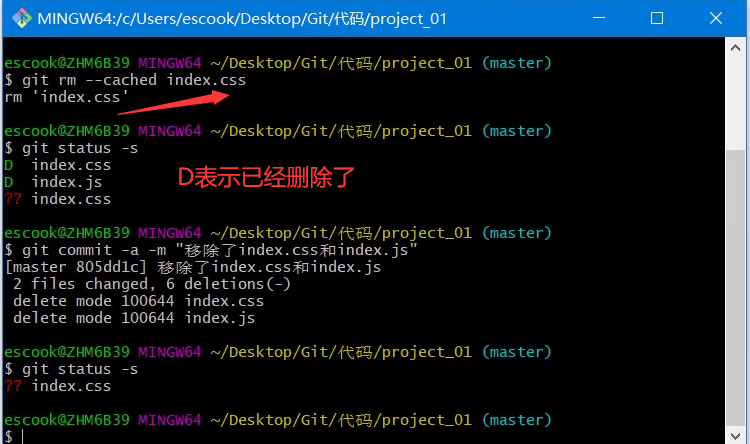 MINGW64:/c/Users/escook/Desktop/Git/代码/project_01
escook@ZHM6B39 MINGW64 ~/Desktop/Git/代码/project_01 (master)
$ git rm --cached index.css
rm 'index.css'
escook@ZHM6B39 MINGW64 ~/Desktop/Git/代码/project_01 (master)
$ git status -s
D  index.css
D  index.js
?? index.css
D表示已经删除了
escook@ZHM6B39 MINGW64 ~/Desktop/Git/代码/project_01 (master)
$ git commit -a -m "移除了index.css和index.js"
[master 805dd1c] 移除了index.css和index.js
 2 files changed, 6 deletions(-)
 delete mode 100644 index.css
 delete mode 100644 index.js
escook@ZHM6B39 MINGW64 ~/Desktop/Git/代码/project_01 (master)
$ git status -s
?? index.css
escook@ZHM6B39 MINGW64 ~/Desktop/Git/代码/project_01 (master)
$